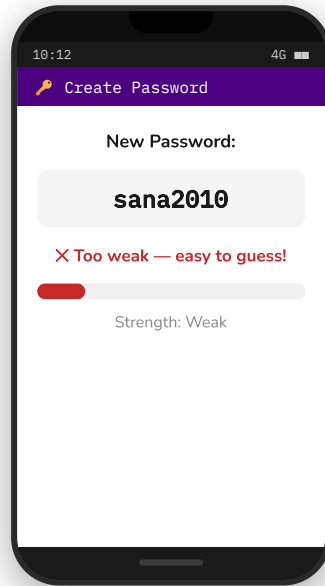 10:12 4G
🔑 Create Password
New Password:
sana2010
❌ Too weak — easy to guess!
Strength: Weak